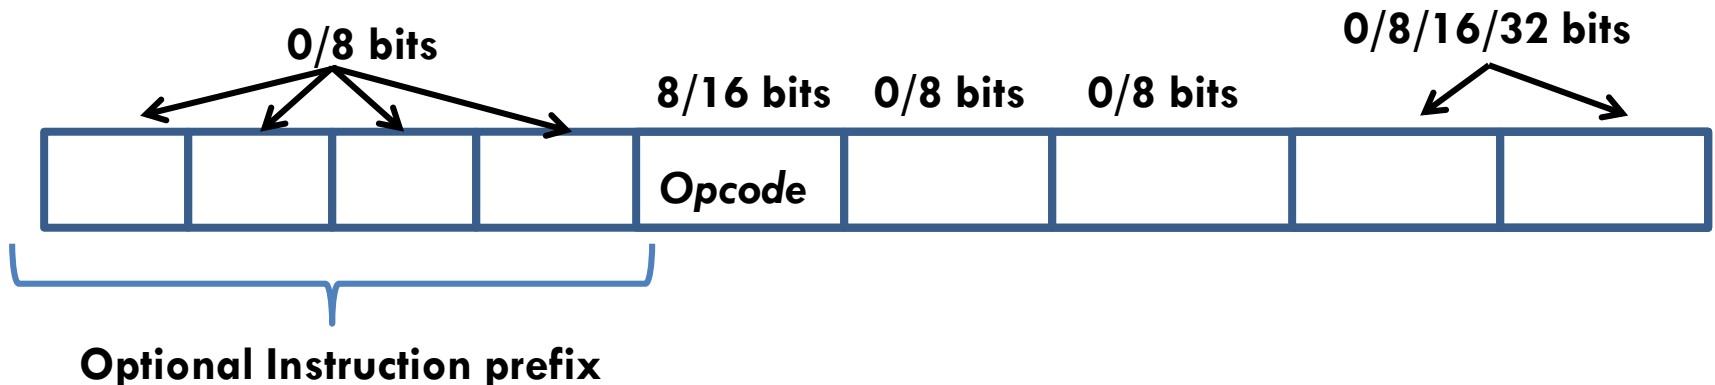 0/8 bits
0/8/16/32 bits
8/16 bits
0/8 bits
0/8 bits
Opcode
Optional Instruction prefix